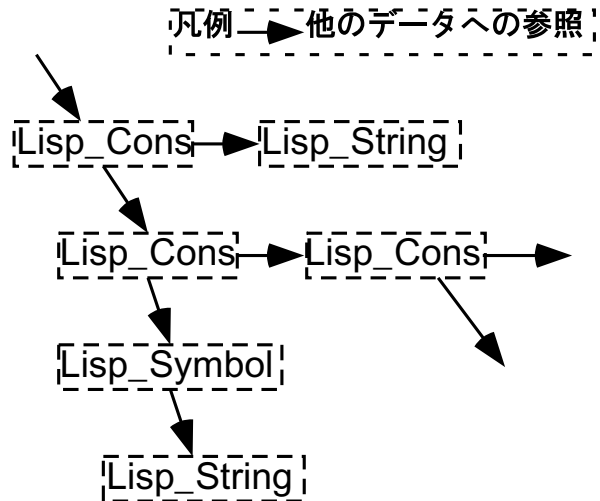 凡例 他のデータへの参照
Lisp_Cons Lisp_String
Lisp_Cons Lisp_Cons
Lisp_Symbol
Lisp_String